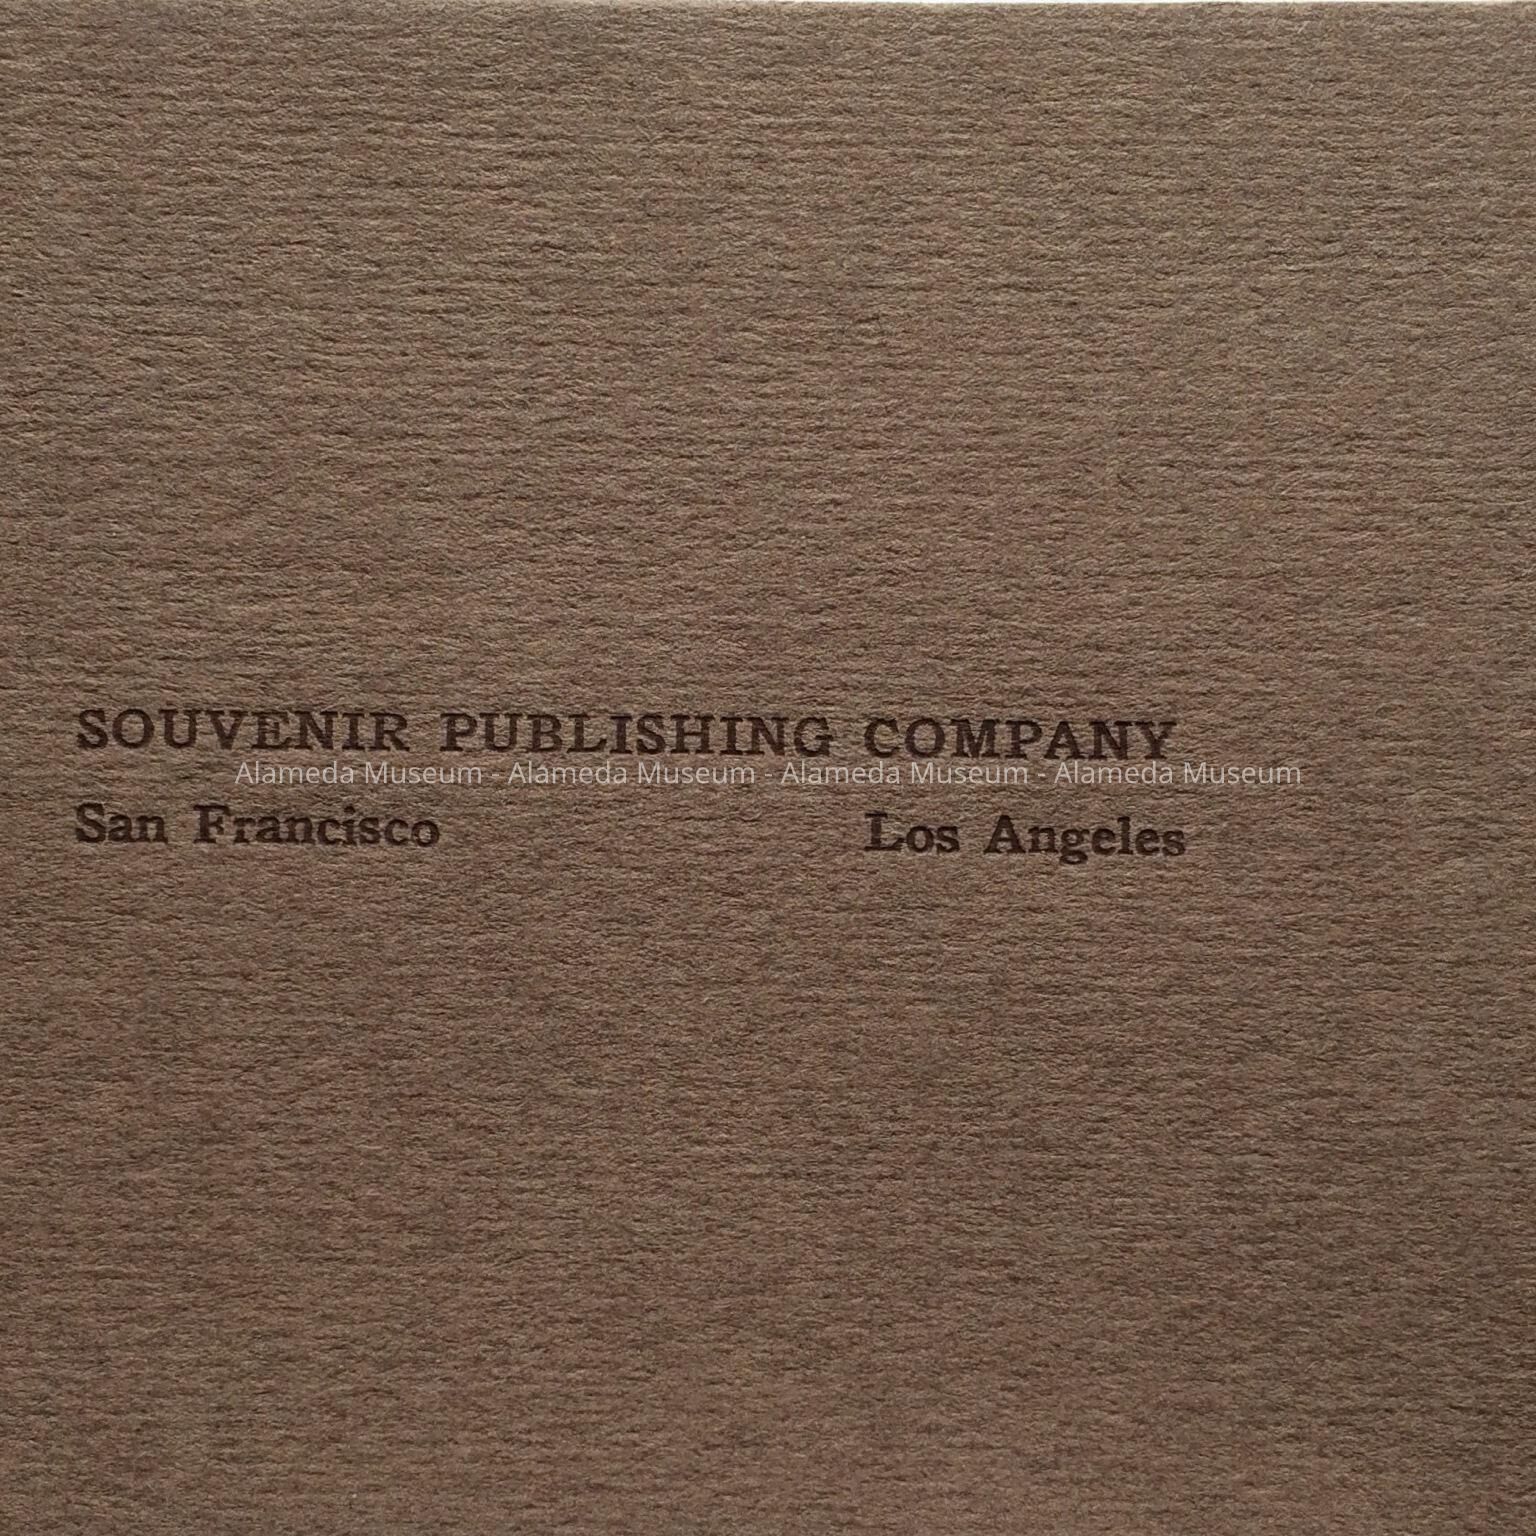 SOUVENIR PUBLISHING COMPANY
Alameda Museum - Alameda Museum - Alameda Museum - Alameda Museum
San Francisco Los Angeles